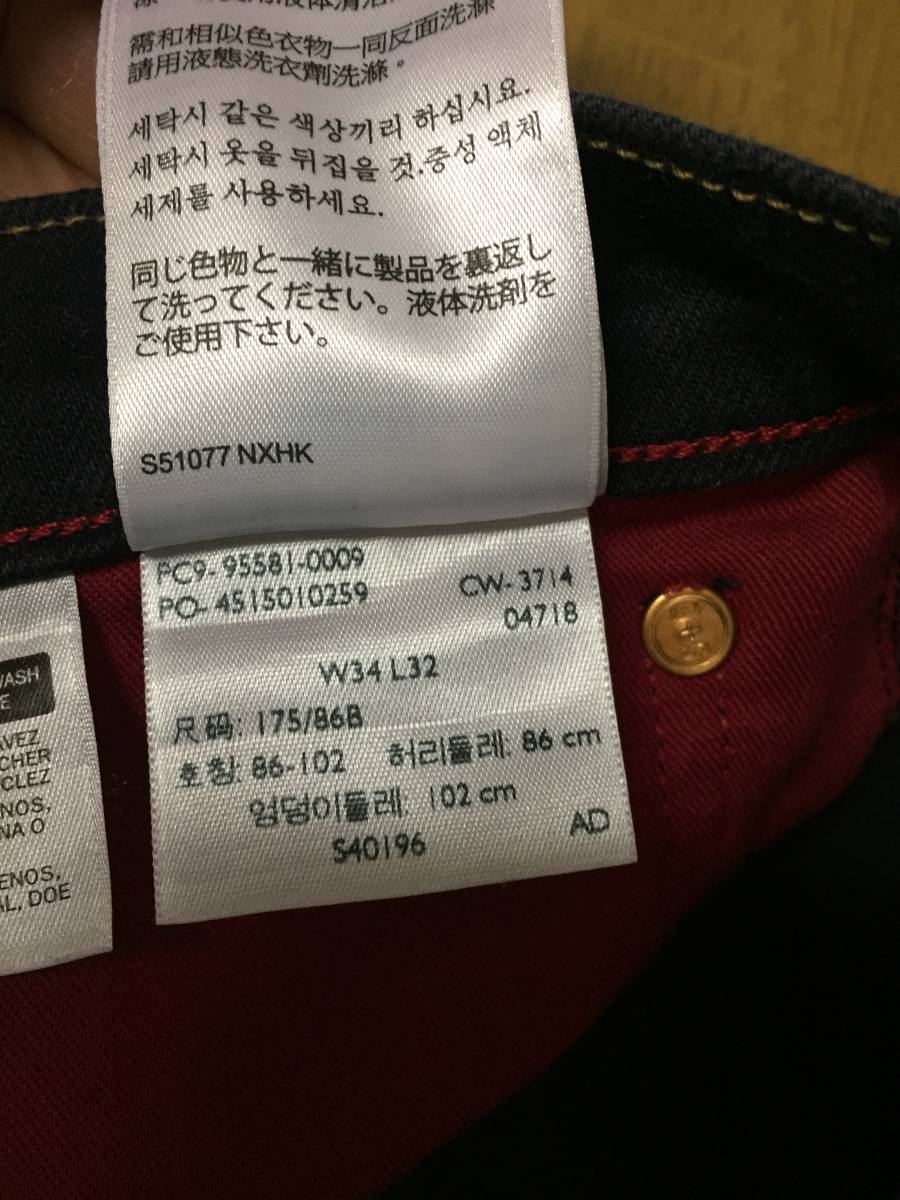 需和相似色衣物一同反面洗滌
請用液態洗衣劑洗滌。
세탁시 같은 색상끼리 하십시요.
세탁시 옷을 뒤집을 것.중성 액체
세제를 사용하세요.
同じ色物と一緒に製品を裏返し
て洗ってください。液体洗剤を
ご使用下さい。
S51077 NXHK
PC9- 95581-0009
PO- 4515010259
CW- 3714
04718
W34 L32
尺码: 175/86B
호칭: 86-102 허리둘레: 86 cm
엉덩이둘레: 102 cm
S40196
AD
WASH
AVEZ
CHER
CLEZ
ENOS,
NA O
ENOS,
AL, DOE